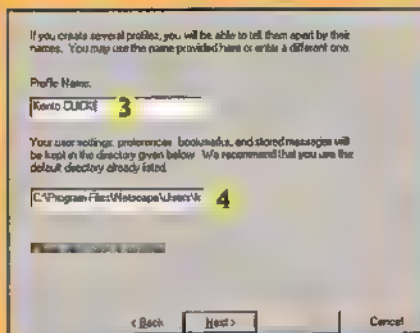 If you create several profiles, you will be able to tell them apart by their
names. You may use the name provided here or enter a different one.
Profile Name:
3
Your user settings, preferences, bookmarks, and stored messages will
be kept in the directory given below. We recommend that you use the
default directory already listed.
C:\Program Files\Netscape\Users\k
4
< Back
Next >
Cancel